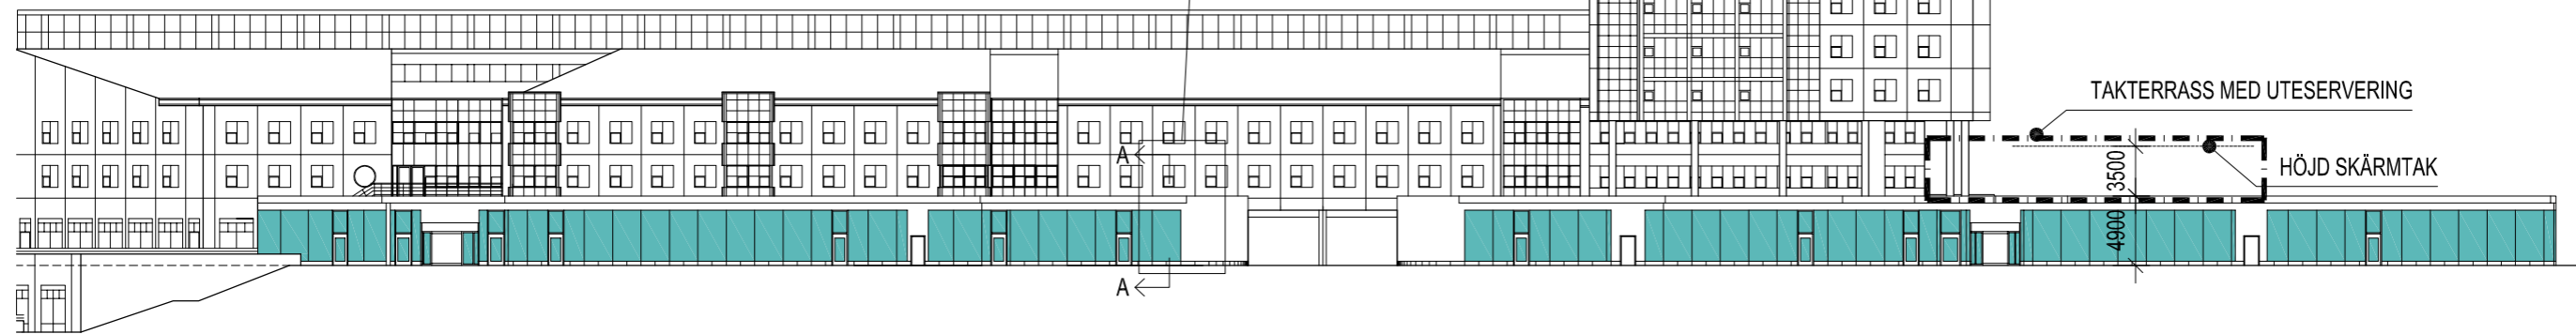 TAKTERRASS MED UTESERVERING
A
HÖJD SKÄRMTAK
3500
4900
A